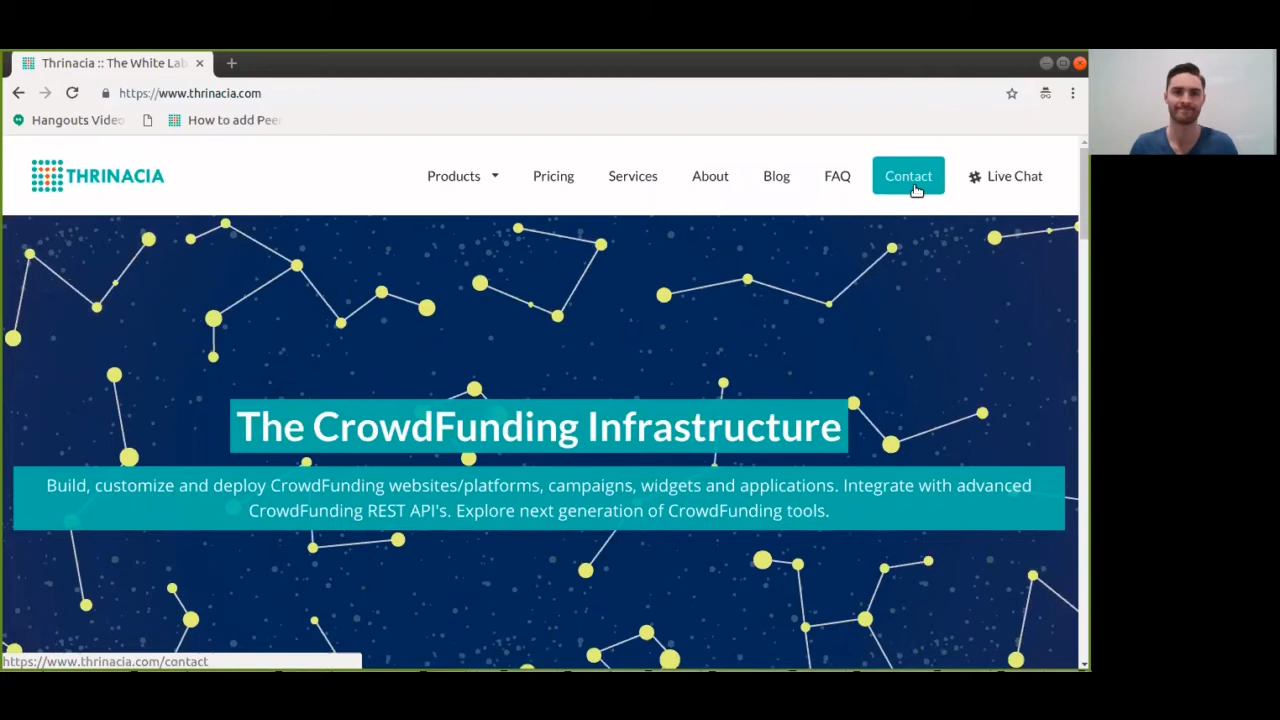 Thrinacia :: The White Lab
https://www.thrinacia.com
Hangouts Video
How to add Peer
THRINACIA
Products
Pricing
Services
About
Blog
FAQ
Contact
Live Chat
The CrowdFunding Infrastructure
Build, customize and deploy CrowdFunding websites/platforms, campaigns, widgets and applications. Integrate with advanced
CrowdFunding REST API's. Explore next generation of CrowdFunding tools.
https://www.thrinacia.com/contact